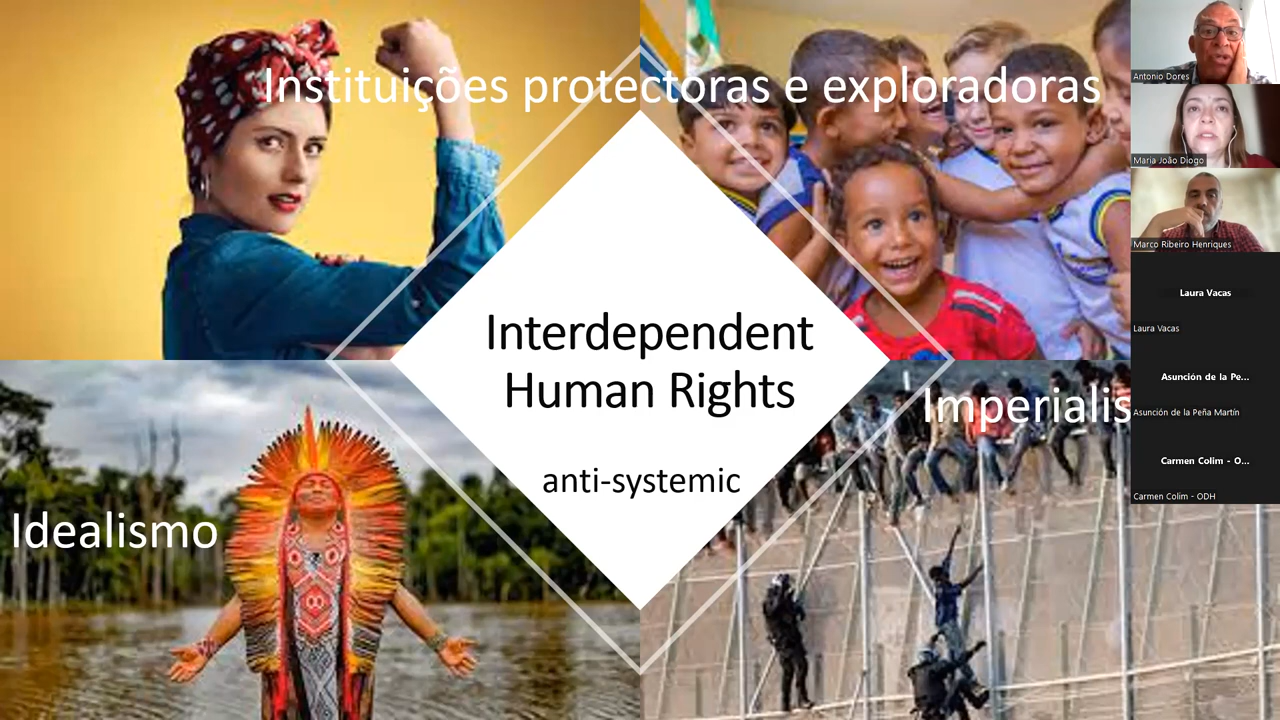 Instituições protectoras e exploradoras
Interdependent
Human Rights
anti-systemic
Idealismo
Imperialis
Antonio Dores
Maria João Diogo
Marco Ribeiro Henriques
Laura Vacas
Laura Vacas
Asunción de la Pe...
Asunción de la Peña Martín
Carmen Colim - O...
Carmen Colim - ODH